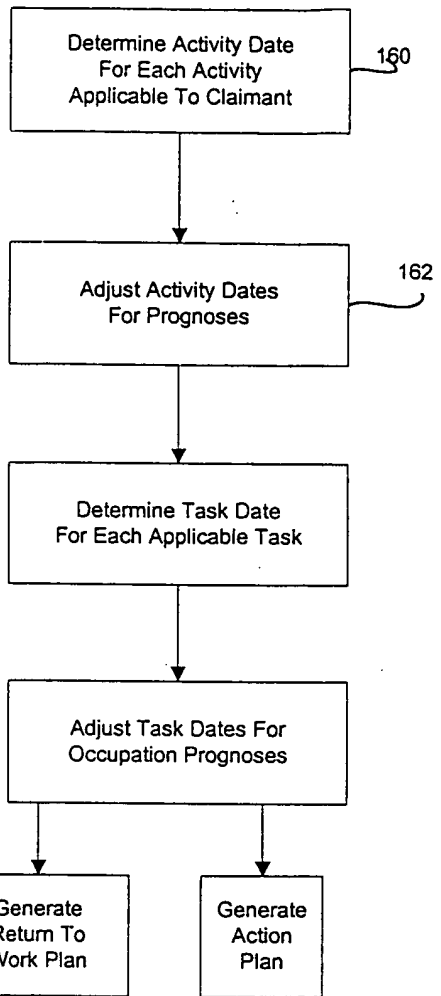 Determine Activity Date
For Each Activity
Applicable To Claimant
160
Adjust Activity Dates
For Prognoses
162
Determine Task Date
For Each Applicable Task
Adjust Task Dates For
Occupation Prognoses
Generate
Return To
Work Plan
Generate
Action
Plan